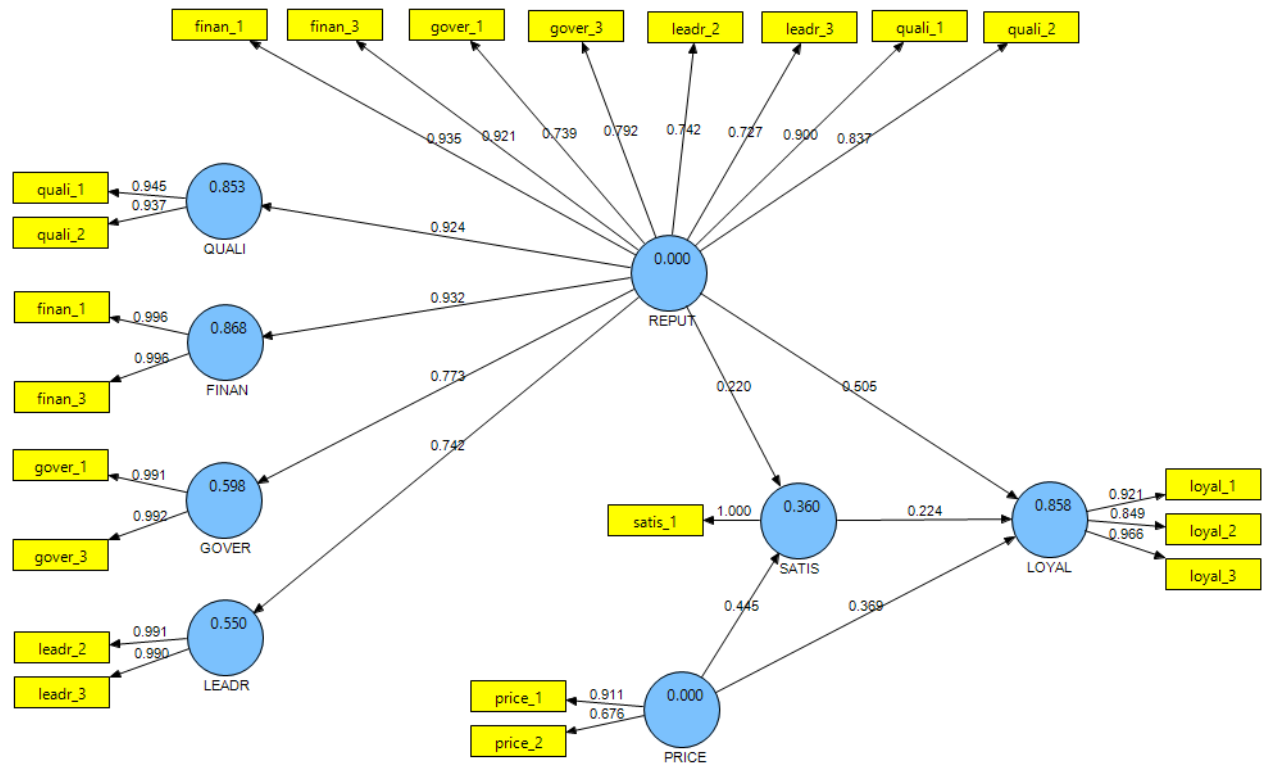 finan_1
finan_3
gover_1
gover_3
leadr_2
leadr_3
quali_1
quali_2
0.935
0.921
0.739
0.792
0.742
0.727
0.900
0.837
quali_1
quali_2
0.945
0.937
0.853
QUALI
0.924
0.000
REPUT
finan_1
finan_3
0.996
0.996
0.868
FINAN
0.932
gover_1
gover_3
0.991
0.992
0.598
GOVER
0.773
leadr_2
leadr_3
0.991
0.990
0.550
LEADR
0.742
0.220
0.505
satis_1
1.000
0.360
SATIS
0.224
0.858
LOYAL
0.921
0.849
0.966
loyal_1
loyal_2
loyal_3
0.445
0.369
price_1
price_2
0.911
0.676
0.000
PRICE